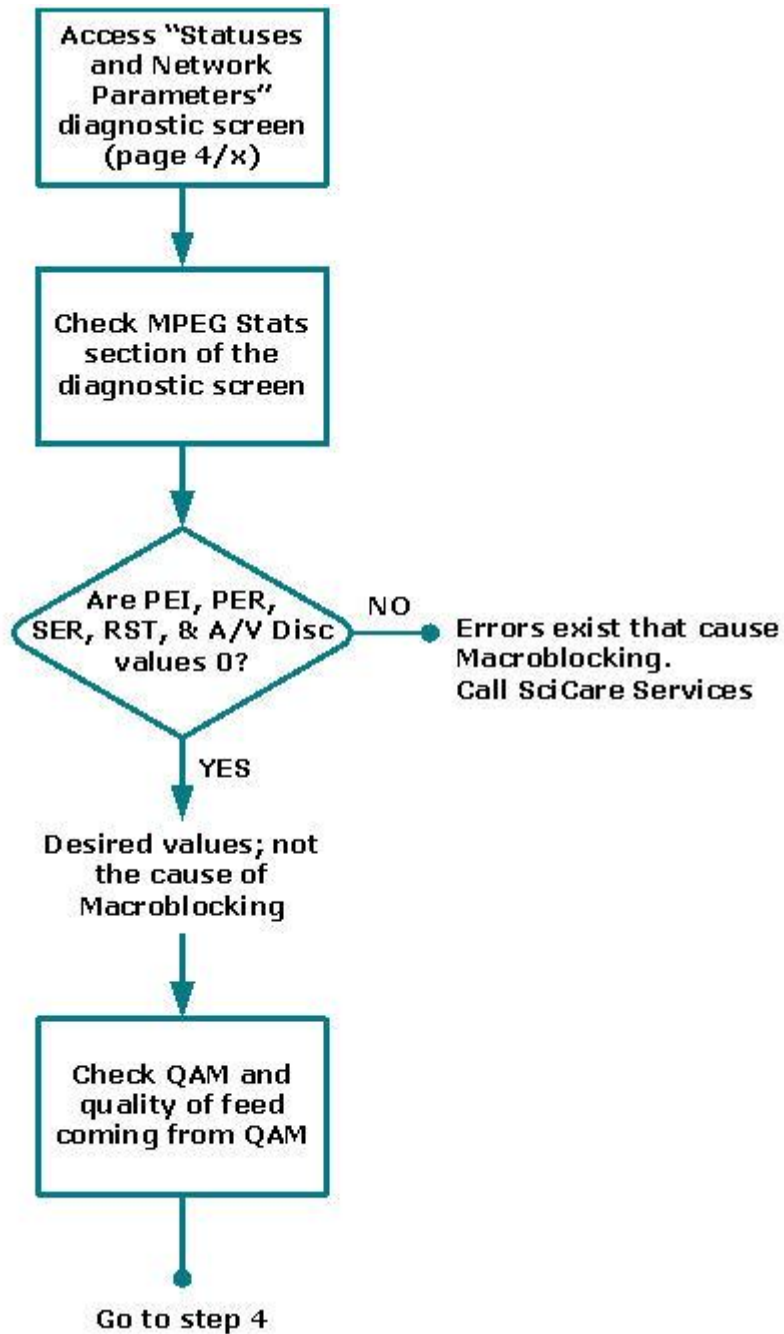 Access “Statuses
and Network
Parameters”
diagnostic screen
(page 4/x)
Check MPEG Stats
section of the
diagnostic screen
Are PEI, PER,
SER, RST, & A/V Disc
values 0?
NO
Errors exist that cause
Macroblocking.
Call SciCare Services
YES
Desired values; not
the cause of
Macroblocking
Check QAM and
quality of feed
coming from QAM
Go to step 4